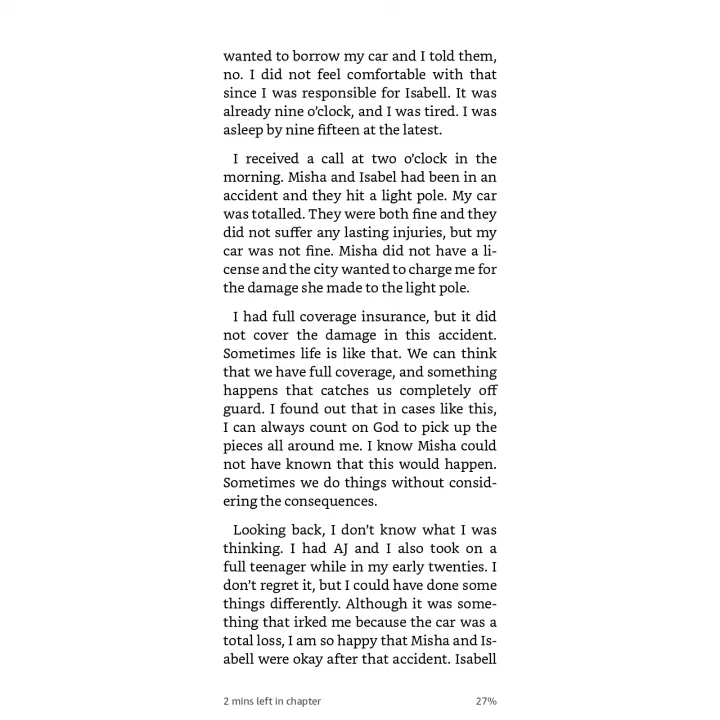 wanted to borrow my car and I told them,
no. I did not feel comfortable with that
since I was responsible for Isabell. It was
already nine o’clock, and I was tired. I was
asleep by nine fifteen at the latest.
I received a call at two o’clock in the
morning. Misha and Isabel had been in an
accident and they hit a light pole. My car
was totalled. They were both fine and they
did not suffer any lasting injuries, but my
car was not fine. Misha did not have a li-
cense and the city wanted to charge me for
the damage she made to the light pole.
I had full coverage insurance, but it did
not cover the damage in this accident.
Sometimes life is like that. We can think
that we have full coverage, and something
happens that catches us completely off
guard. I found out that in cases like this,
I can always count on God to pick up the
pieces all around me. I know Misha could
not have known that this would happen.
Sometimes we do things without consid-
ering the consequences.
Looking back, I don’t know what I was
thinking. I had AJ and I also took on a
full teenager while in my early twenties. I
don’t regret it, but I could have done some
things differently. Although it was some-
thing that irked me because the car was a
total loss, I am so happy that Misha and Is-
abell were okay after that accident. Isabell
2 mins left in chapter 27%